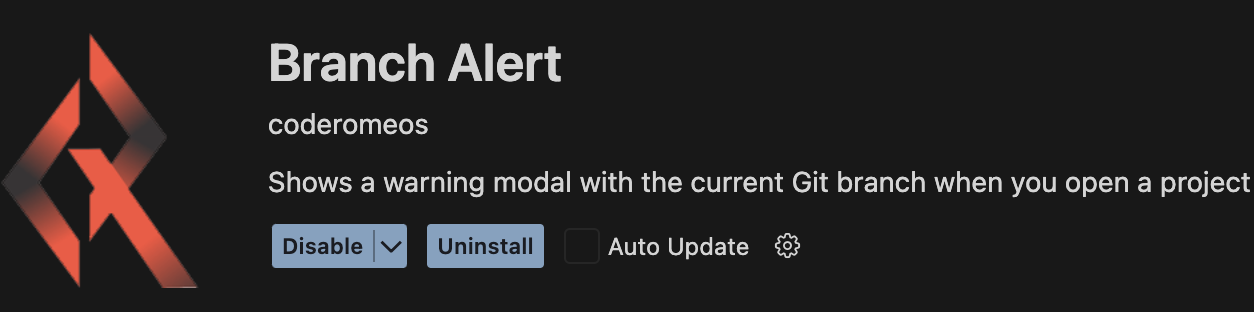 Branch Alert
coderomeos
Shows a warning modal with the current Git branch when you open a project
Disable Uninstall Auto Update